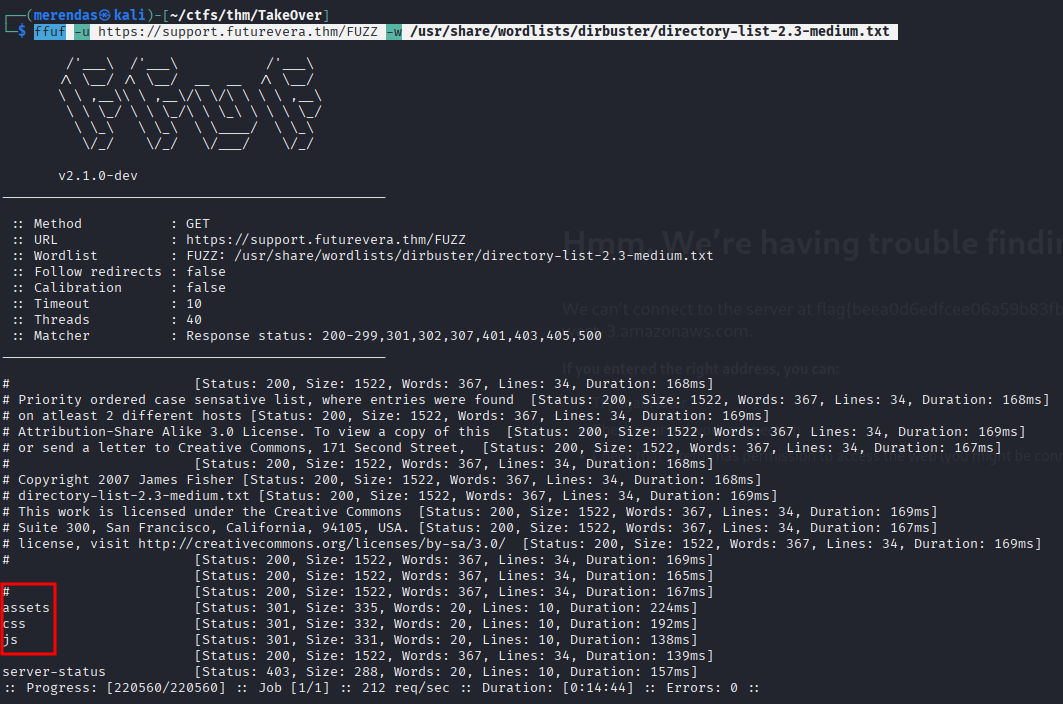 ┌──(merendas㉿kali)-[~/ctfs/thm/TakeOver]
└─$ ffuf -u https://support.futurevera.thm/FUZZ -w /usr/share/wordlists/dirbuster/directory-list-2.3-medium.txt
v2.1.0-dev
:: Method : GET
:: URL : https://support.futurevera.thm/FUZZ
:: Wordlist : FUZZ: /usr/share/wordlists/dirbuster/directory-list-2.3-medium.txt
Hmm. We're having trouble findin
:: Follow redirects : false
:: Calibration : false
:: Timeout : 10
We can't connect to the server at flag{beea0d6edfcee06a59b83fb
:: Threads : 40
:: Matcher : Response status: 200-299,301,302,307,401,403,405,500
3.amazonaws.com.
If you entered the right address, you can:
# [Status: 200, Size: 1522, Words: 367, Lines: 34, Duration: 168ms]
# Priority ordered case sensative list, where entries were found [Status: 200, Size: 1522, Words: 367, Lines: 34, Duration: 168ms]
# on atleast 2 different hosts [Status: 200, Size: 1522, Words: 367, Lines: 34, Duration: 169ms]
# Attribution-Share Alike 3.0 License. To view a copy of this [Status: 200, Size: 1522, Words: 367, Lines: 34, Duration: 169ms]
# or send a letter to Creative Commons, 171 Second Street, [Status: 200, Size: 1522, Words: 367, Lines: 34, Duration: 167ms]
# [Status: 200, Size: 1522, Words: 367, Lines: 34, Duration: 168ms]
permission to access the web (you might be conn
# Copyright 2007 James Fisher [Status: 200, Size: 1522, Words: 367, Lines: 34, Duration: 168ms]
# directory-list-2.3-medium.txt [Status: 200, Size: 1522, Words: 367, Lines: 34, Duration: 169ms]
# This work is licensed under the Creative Commons [Status: 200, Size: 1522, Words: 367, Lines: 34, Duration: 169ms]
# Suite 300, San Francisco, California, 94105, USA. [Status: 200, Size: 1522, Words: 367, Lines: 34, Duration: 167ms]
# license, visit http://creativecommons.org/licenses/by-sa/3.0/ [Status: 200, Size: 1522, Words: 367, Lines: 34, Duration: 169ms]
# [Status: 200, Size: 1522, Words: 367, Lines: 34, Duration: 169ms]
[Status: 200, Size: 1522, Words: 367, Lines: 34, Duration: 165ms]
# [Status: 200, Size: 1522, Words: 367, Lines: 34, Duration: 167ms]
assets [Status: 301, Size: 335, Words: 20, Lines: 10, Duration: 224ms]
css [Status: 301, Size: 332, Words: 20, Lines: 10, Duration: 192ms]
js [Status: 301, Size: 331, Words: 20, Lines: 10, Duration: 138ms]
[Status: 200, Size: 1522, Words: 367, Lines: 34, Duration: 139ms]
server-status [Status: 403, Size: 288, Words: 20, Lines: 10, Duration: 157ms]
:: Progress: [220560/220560] :: Job [1/1] :: 212 req/sec :: Duration: [0:14:44] :: Errors: 0 ::